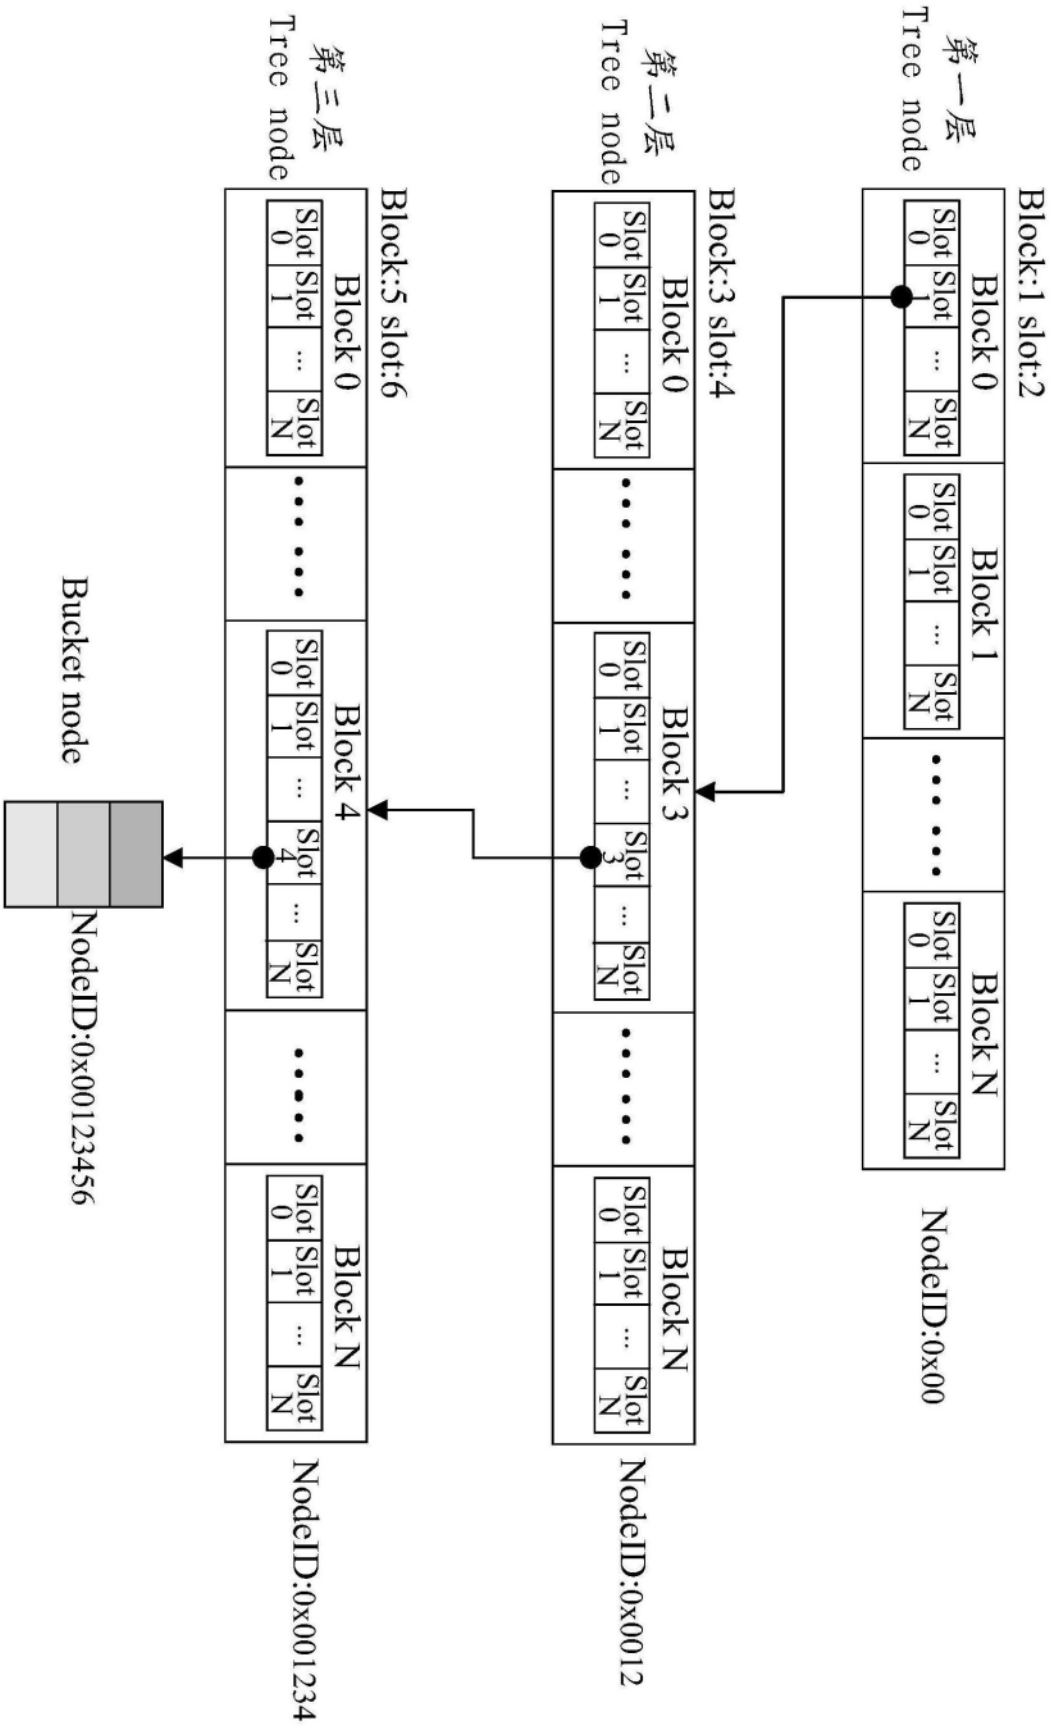 Block:1 slot:2
第一层
Tree node
Block 0
Slot 0
Slot 1
...
Slot N
Block 1
Slot 0
Slot 1
...
Slot N
Block N
Slot 0
Slot 1
...
Slot N
NodeID:0x00
Block:3 slot:4
第二层
Tree node
Block 0
Slot 0
Slot 1
...
Slot N
Block 3
Slot 0
Slot 1
...
Slot 3
...
Slot N
Block N
Slot 0
Slot 1
...
Slot N
NodeID:0x0012
Block:5 slot:6
第三层
Tree node
Block 0
Slot 0
Slot 1
...
Slot N
Block 4
Slot 0
Slot 1
...
Slot 4
...
Slot N
Block N
Slot 0
Slot 1
...
Slot N
NodeID:0x001234
Bucket node
NodeID:0x00123456